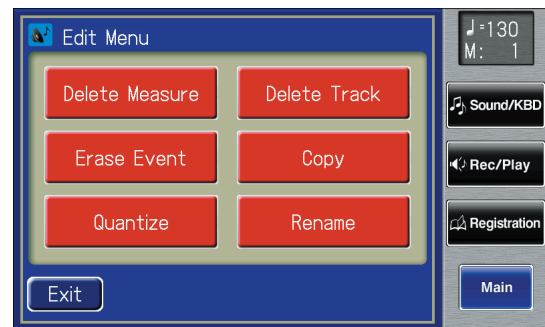 Edit Menu
Delete Measure
Delete Track
Erase Event
Copy
Quantize
Rename
Exit
♩=130
M: 1
Sound/KBD
Rec/Play
Registration
Main